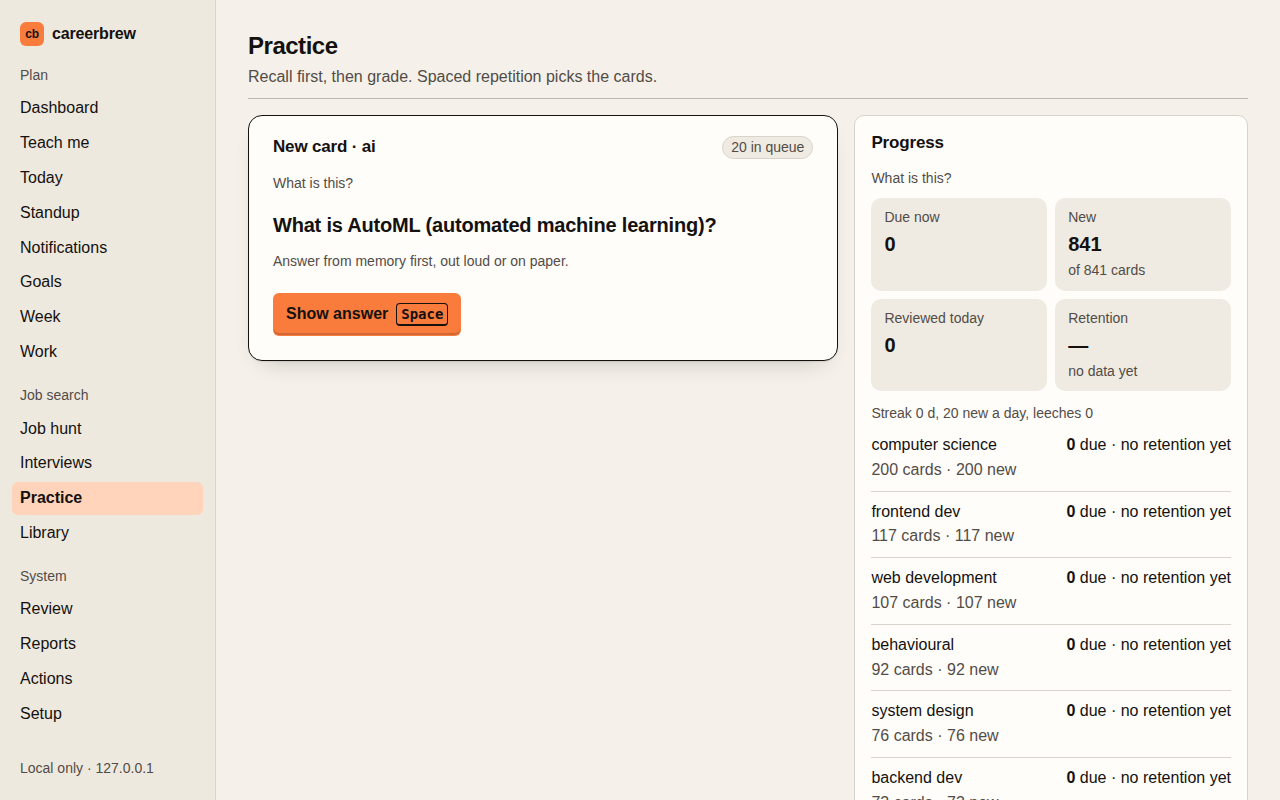 cb careerbrew
Plan
Dashboard
Teach me
Today
Standup
Notifications
Goals
Week
Work
Job search
Job hunt
Interviews
Practice
Library
System
Review
Reports
Actions
Setup
Local only · 127.0.0.1
Practice
Recall first, then grade. Spaced repetition picks the cards.
New card · ai
20 in queue
What is this?
What is AutoML (automated machine learning)?
Answer from memory first, out loud or on paper.
Show answer Space
Progress
What is this?
Due now
0
New
841
of 841 cards
Reviewed today
0
Retention
—
no data yet
Streak 0 d, 20 new a day, leeches 0
computer science 0 due · no retention yet
200 cards · 200 new
frontend dev 0 due · no retention yet
117 cards · 117 new
web development 0 due · no retention yet
107 cards · 107 new
behavioural 0 due · no retention yet
92 cards · 92 new
system design 0 due · no retention yet
76 cards · 76 new
backend dev 0 due · no retention yet